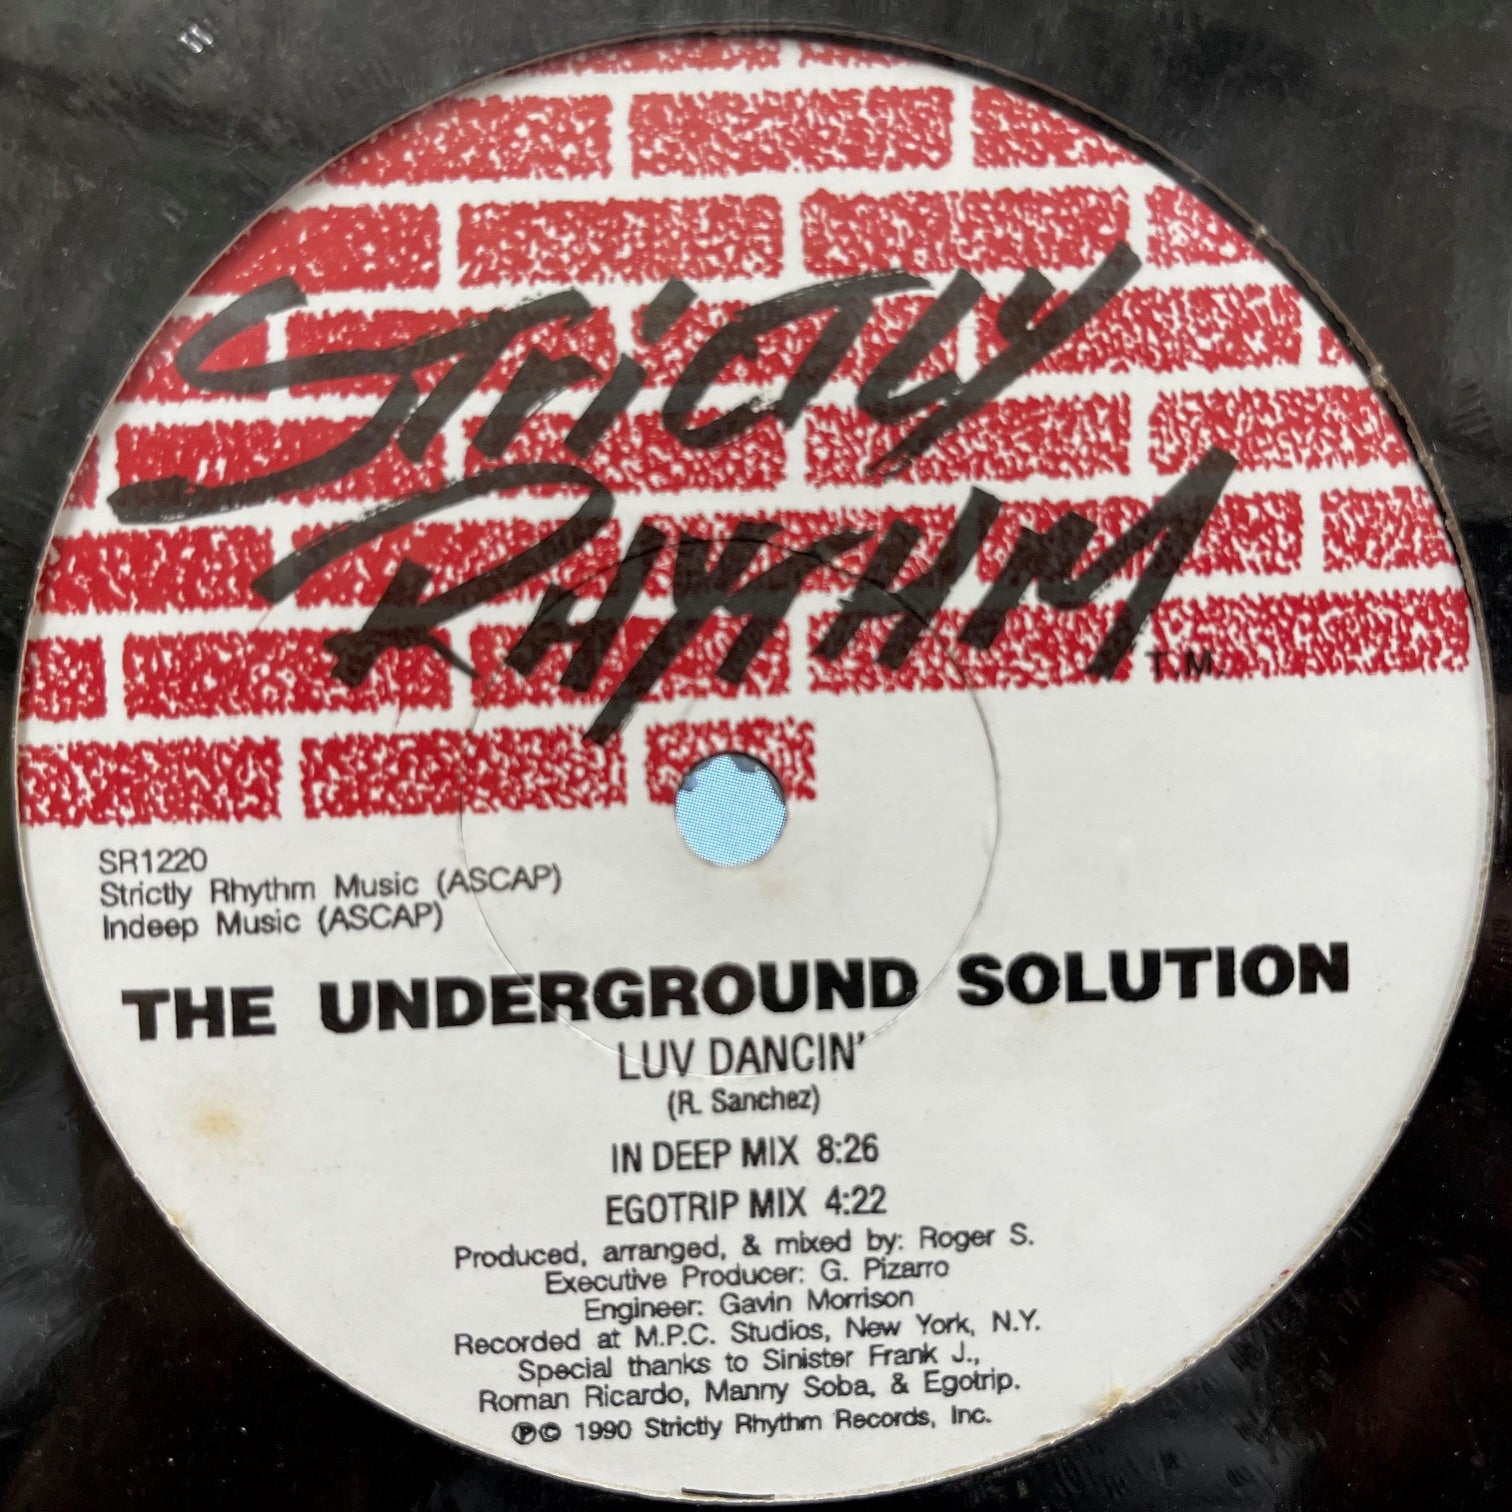 STRICTLY
RHYTHM
T.M.
SR1220
Strictly Rhythm Music (ASCAP)
Indeep Music (ASCAP)
THE UNDERGROUND SOLUTION
LUV DANCIN'
(R. Sanchez)
IN DEEP MIX 8:26
EGOTRIP MIX 4:22
Produced, arranged, & mixed by: Roger S.
Executive Producer: G. Pizarro
Engineer: Gavin Morrison
Recorded at M.P.C. Studios, New York, N.Y.
Special thanks to Sinister Frank J.,
Roman Ricardo, Manny Soba, & Egotrip.
℗© 1990 Strictly Rhythm Records, Inc.